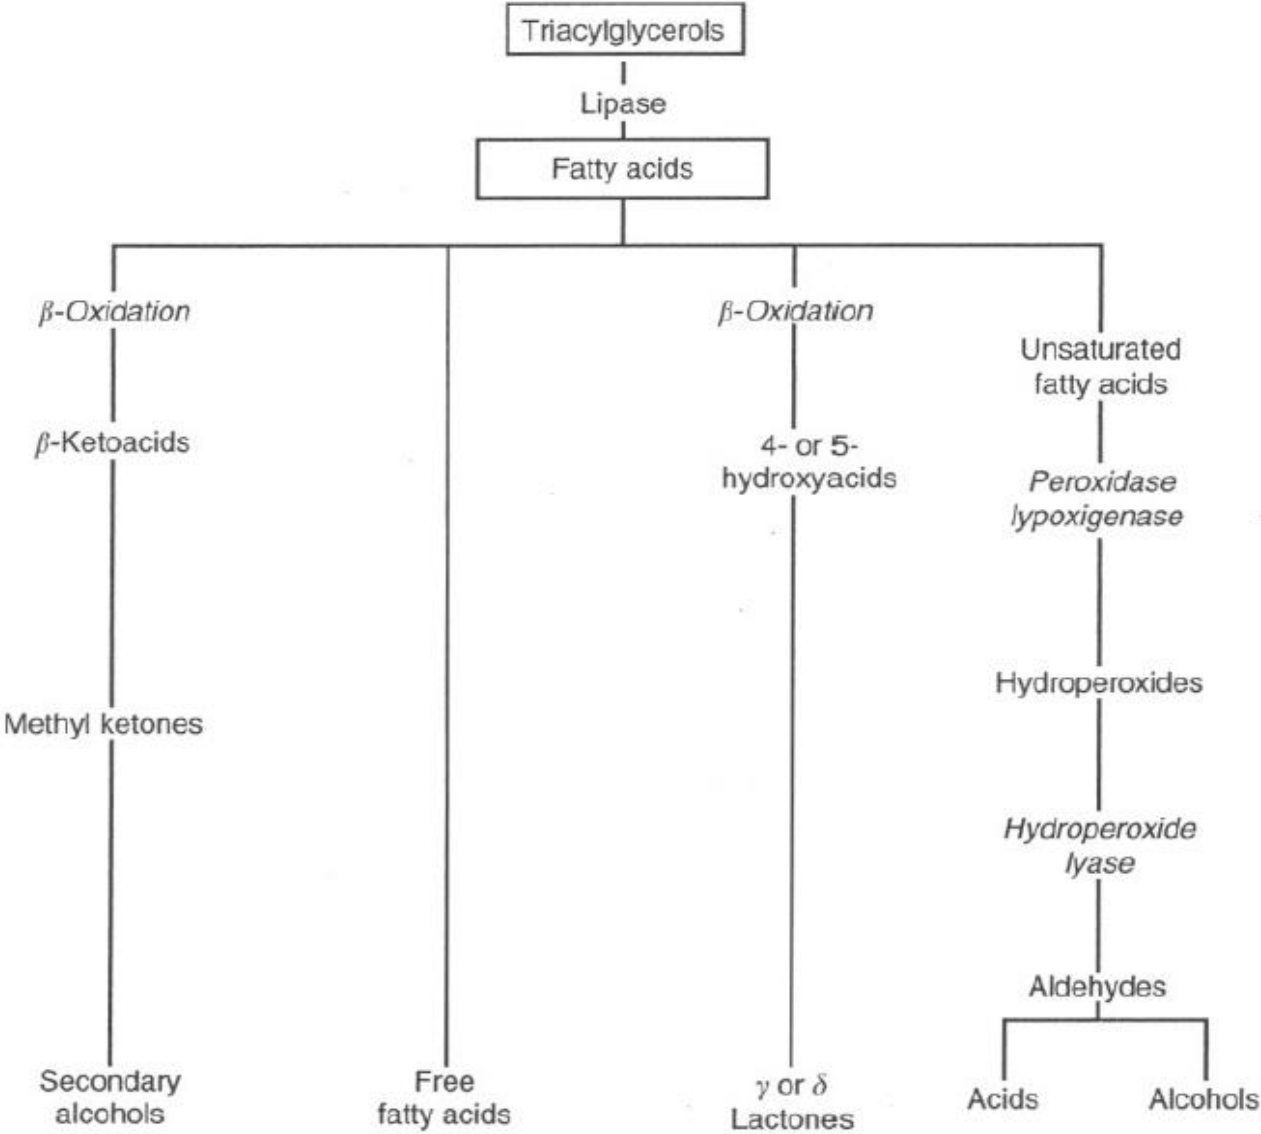 Triacylglycerols
Lipase
Fatty acids
β-Oxidation
β-Ketoacids
Methyl ketones
Secondary
alcohols
Free
fatty acids
β-Oxidation
4- or 5-
hydroxyacids
γ or δ
Lactones
Unsaturated
fatty acids
Peroxidase
lypoxigenase
Hydroperoxides
Hydroperoxide
lyase
Aldehydes
Acids
Alcohols